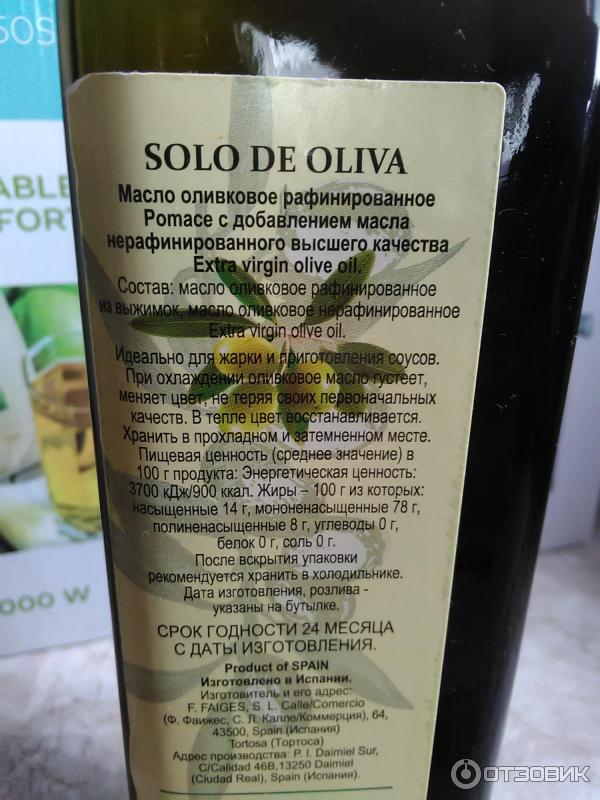 50S
ABLE
FORT
000 W
SOLO DE OLIVA
Масло оливковое рафинированное
Pomace с добавлением масла
нерафинированного высшего качества
Extra virgin olive oil.
Состав: масло оливковое рафинированное
из выжимок, масло оливковое нерафинированное
Extra virgin olive oil.
Идеально для жарки и приготовления соусов.
При охлаждении оливковое масло густеет,
меняет цвет, не теряя своих первоначальных
качеств. В тепле цвет восстанавливается.
Хранить в прохладном и затемненном месте.
Пищевая ценность (среднее значение) в
100 г продукта: Энергетическая ценность:
3700 кДж/900 ккал. Жиры – 100 г из которых:
насыщенные 14 г, мононенасыщенные 78 г,
полиненасыщенные 8 г, углеводы 0 г,
белок 0 г, соль 0 г.
После вскрытия упаковки
рекомендуется хранить в холодильнике.
Дата изготовления, розлива -
указаны на бутылке.
СРОК ГОДНОСТИ 24 МЕСЯЦА
С ДАТЫ ИЗГОТОВЛЕНИЯ.
Product of SPAIN
Изготовлено в Испании.
Изготовитель и его адрес:
F. FAIGES, S. L. Calle/Comercio
(Ф. Фаижес, С. Л. Калле/Коммерция), 64,
43500, Spain (Испания)
Tortosa (Тортоса)
Адрес производства: P. I. Daimiel Sur,
C/Calidad 46B,13250 Daimiel
(Ciudad Real), Spain (Испания).
ОТЗОВИК